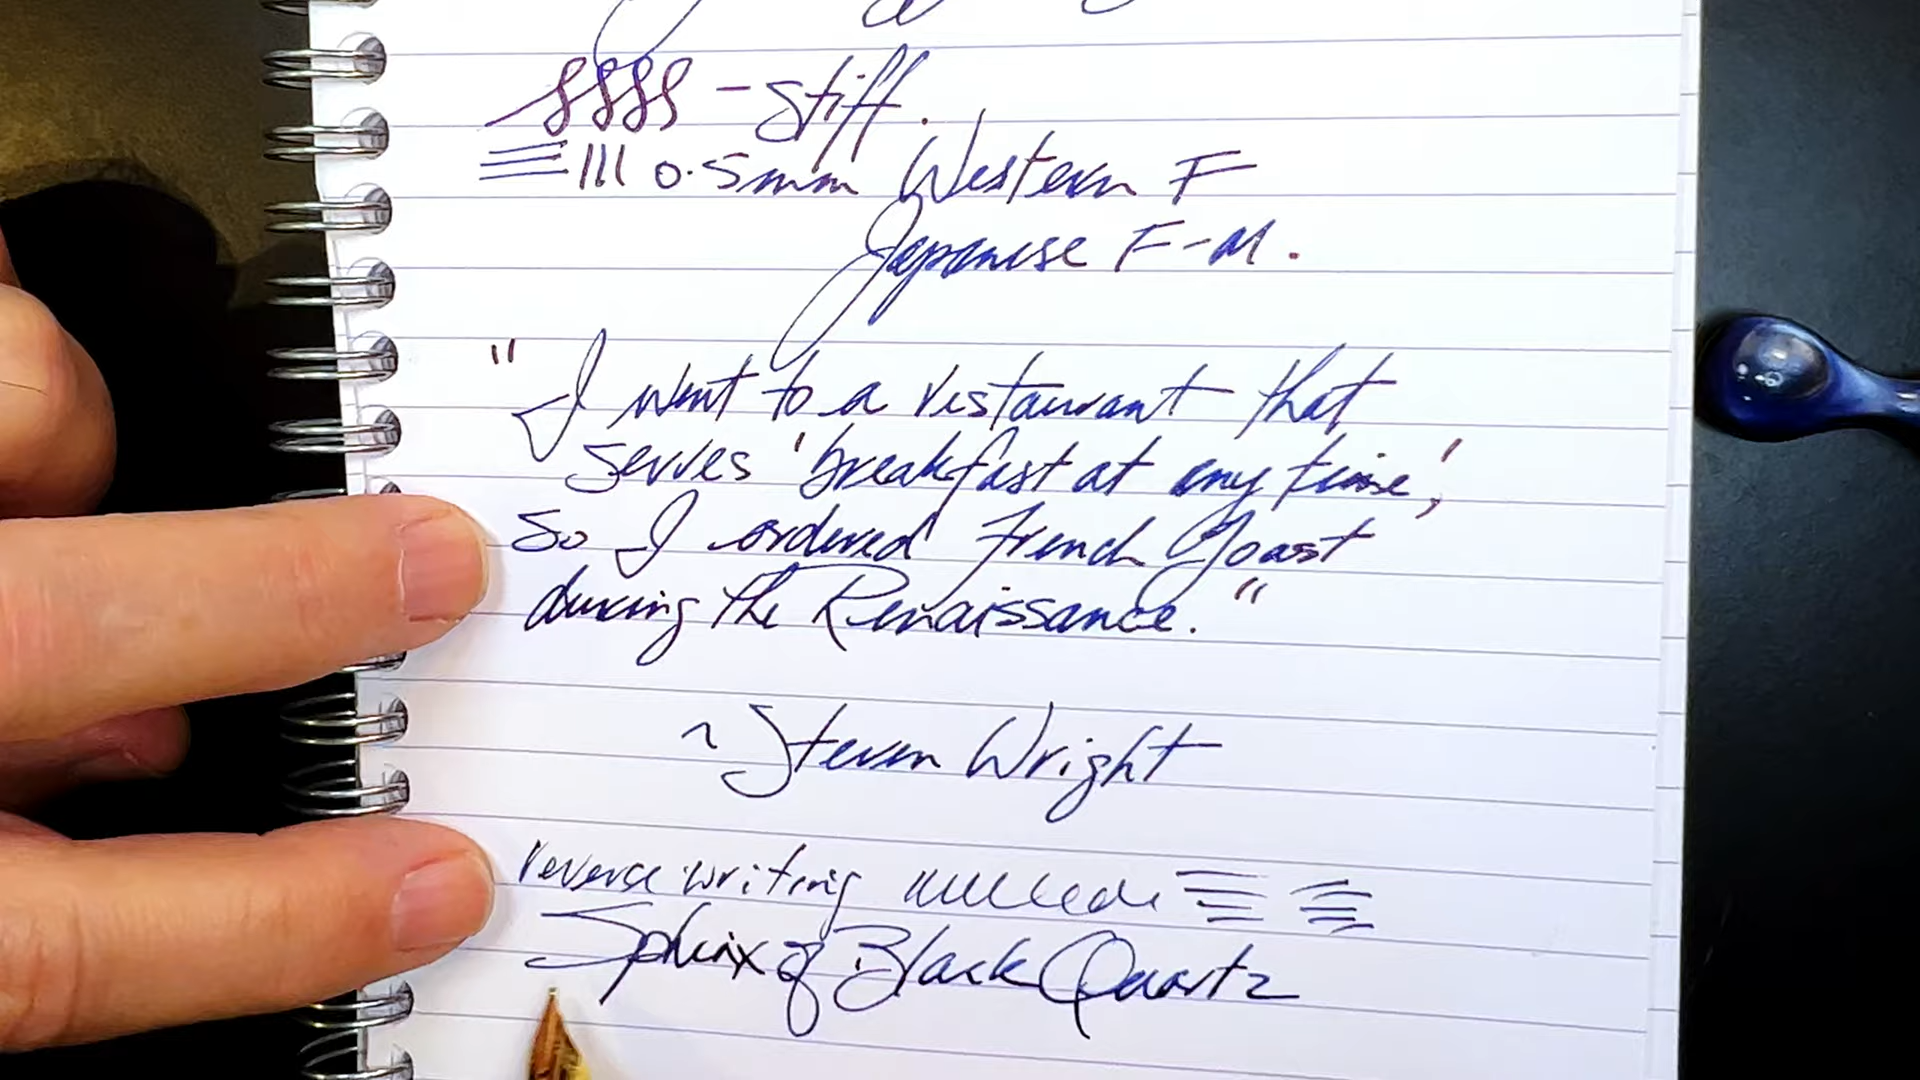 - stiff.
0.5mm Western F
Japanese F-M.
"I went to a restaurant that
serves 'breakfast at any time,'
so I ordered French Toast
during the Renaissance."
~Steven Wright
reverse writing
Sphinx of Black Quartz